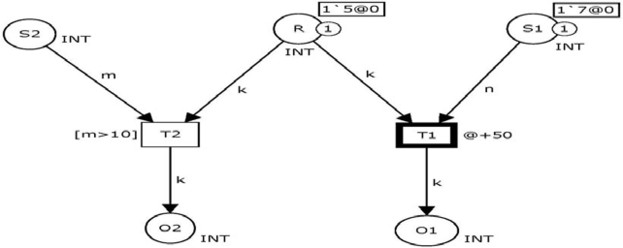 1`5@0
1`7@0
S2
INT
R
1
INT
S1
1
INT
m
k
k
n
[m>10]
T2
T1
@+50
k
k
O2
INT
O1
INT